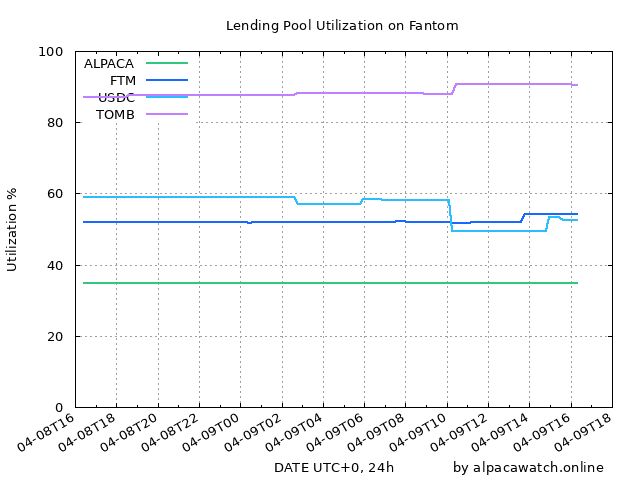 Lending Pool Utilization on Fantom
100
80
60
40
20
0
Utilization %
ALPACA
FTM
USDC
TOMB
04-08T16
04-08T18
04-08T20
04-08T22
04-09T00
04-09T02
04-09T04
04-09T06
04-09T08
04-09T10
04-09T12
04-09T14
04-09T16
04-09T18
DATE UTC+0, 24h
by alpacawatch.online